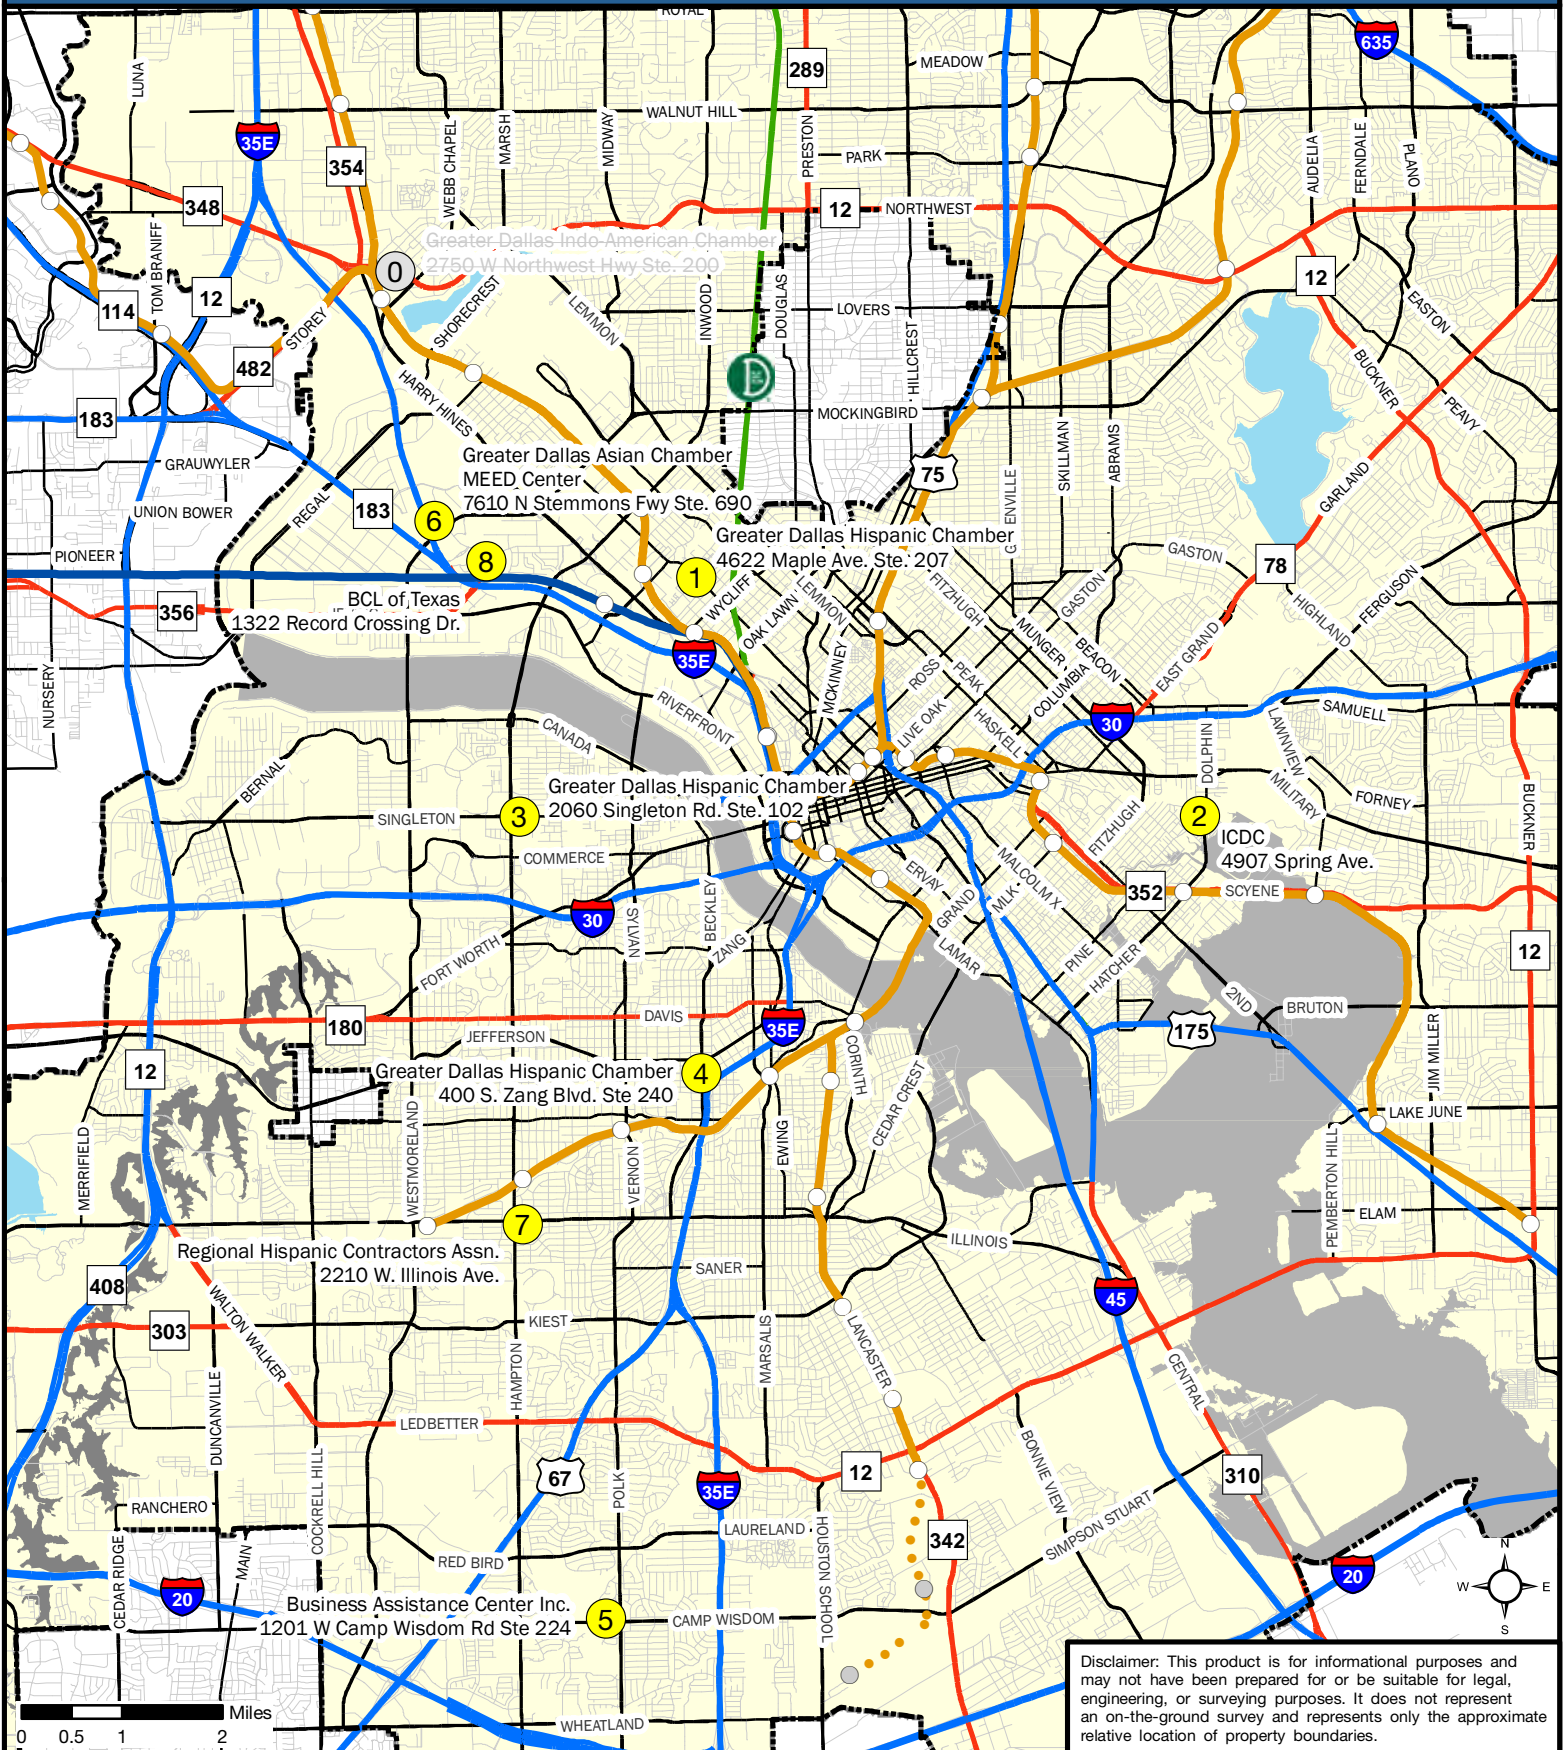 ROYAL
635
LUNA
289
MEADOW
WALNUT HILL
35E
354
WEBB CHAPEL
MARSH
MIDWAY
PRESTON
PARK
AUDELIA
FERNDALE
PLANO
348
12
NORTHWEST
TOM BRANIFF
Greater Dallas Indo-American Chamber
2750 W Northwest Hwy Ste. 200
0
12
114
12
SHORECREST
LEMMON
INWOOD
DOUGLAS
LOVERS
HILLCREST
EASTON
STOREY
482
BUCKNER
PEAVY
HARRY HINES
D
183
MOCKINGBIRD
GRAUWYLER
Greater Dallas Asian Chamber
MEED Center
7610 N Stemmons Fwy Ste. 690
75
SKILLMAN
ABRAMS
GARLAND
REGAL
UNION BOWER
183
6
Greater Dallas Hispanic Chamber
4622 Maple Ave. Ste. 207
PIONEER
8
1
GASTON
78
WYCLIFF
LEMMON
FITZHUGH
GASTON
FERGUSON
HIGHLAND
BCL of Texas
1322 Record Crossing Dr.
356
OAK LAWN
MUNGER
BEACON
EAST GRAND
35E
MCKINNEY
ROSS
PEAK
COLUMBIA
NURSERY
RIVERFRONT
LIVE OAK
HASKELL
30
SAMUELL
CANADA
DOLPHIN
LAWNVIEW
BERNAL
Greater Dallas Hispanic Chamber
2060 Singleton Rd. Ste. 102
MILITARY
FORNEY
BUCKNER
SINGLETON
3
FITZHUGH
2
ICDC
4907 Spring Ave.
COMMERCE
ERVAY
MALCOLM X
352
SCYENE
30
SYLVAN
BECKLEY
GRAND
MLK
ZANG
LAMAR
PINE
HATCHER
12
FORT WORTH
2ND
BRUTON
180
DAVIS
35E
175
JEFFERSON
CORINTH
JIM MILLER
12
Greater Dallas Hispanic Chamber
400 S. Zang Blvd. Ste 240
4
CEDAR CREST
LAKE JUNE
MERRIFIELD
WESTMORELAND
VERNON
EWING
PEMBERTON HILL
7
ELAM
ILLINOIS
Regional Hispanic Contractors Assn.
2210 W. Illinois Ave.
SANER
408
45
303
WALTON WALKER
KIEST
MARSALIS
LANCASTER
CENTRAL
DUNCANVILLE
HAMPTON
LEDBETTER
COCKRELL HILL
67
POLK
35E
12
BONNIE VIEW
310
RANCHERO
LAURELAND
HOUSTON SCHOOL
342
SIMPSON STUART
CEDAR RIDGE
MAIN
RED BIRD
20
20
N
W E
S
Business Assistance Center Inc.
1201 W Camp Wisdom Rd Ste 224
5
CAMP WISDOM
Disclaimer: This product is for informational purposes and
may not have been prepared for or be suitable for legal,
engineering, or surveying purposes. It does not represent
an on-the-ground survey and represents only the approximate
relative location of property boundaries.
Miles
0 0.5 1 2
WHEATLAND